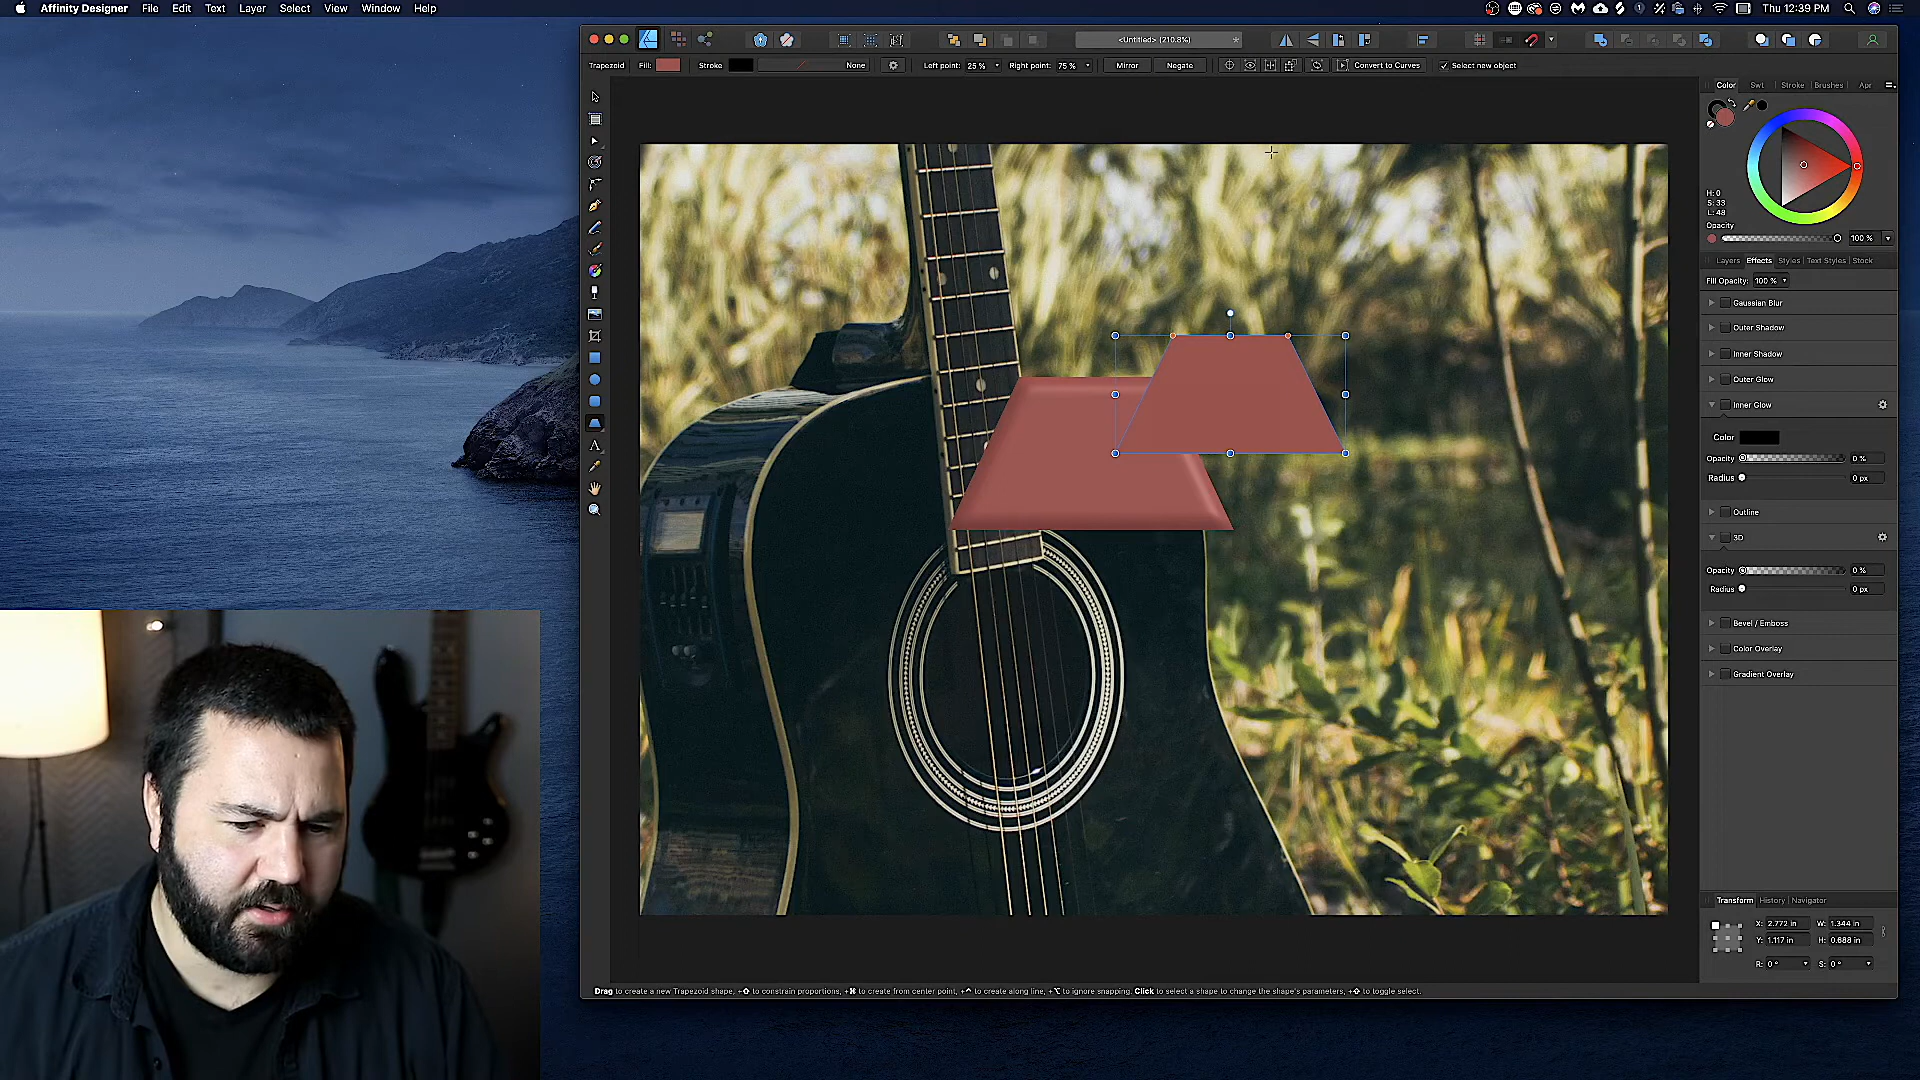 Affinity Designer File Edit Text Layer Select View Window Help Thu 12:39 PM
<Untitled> (210.8%)
Trapezoid Fill: Stroke None Left point: 25 % Right point: 75 % Mirror Negate Convert to Curves Select new object
Color Swt Stroke Brushes Apr
H: 0
S: 33
L: 48
Opacity
100 %
Layers Effects Styles Text Styles Stock
Fill Opacity: 100 %
Gaussian Blur
Outer Shadow
Inner Shadow
Outer Glow
Inner Glow
Color
Opacity 0 %
Radius 0 px
Outline
3D
Opacity 0 %
Radius 0 px
Bevel / Emboss
Color Overlay
Gradient Overlay
Transform History Navigator
X: 2.772 in W: 1.344 in
Y: 1.117 in H: 0.688 in
R: 0 ° S: 0 °
Drag to create a new Trapezoid shape, +⇧ to constrain proportions, +⌘ to create from center point, +^ to create along line, +⌥ to ignore snapping. Click to select a shape to change the shape's parameters, +⇧ to toggle select.